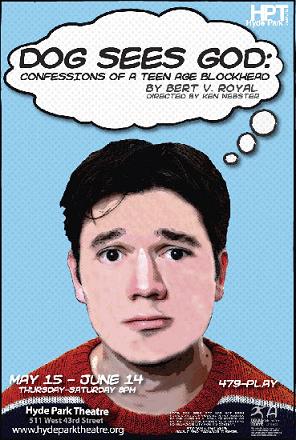 HPT
Hyde Park
DOG SEES GOD:
CONFESSIONS OF A TEEN AGE BLOCKHEAD
BY BERT V. ROYAL
DIRECTED BY KEN WEBSTER
MAY 15 - JUNE 14
THURSDAY-SATURDAY 8PM
479-PLAY
Hyde Park Theatre
511 West 43rd Street
www.hydeparktheatre.org